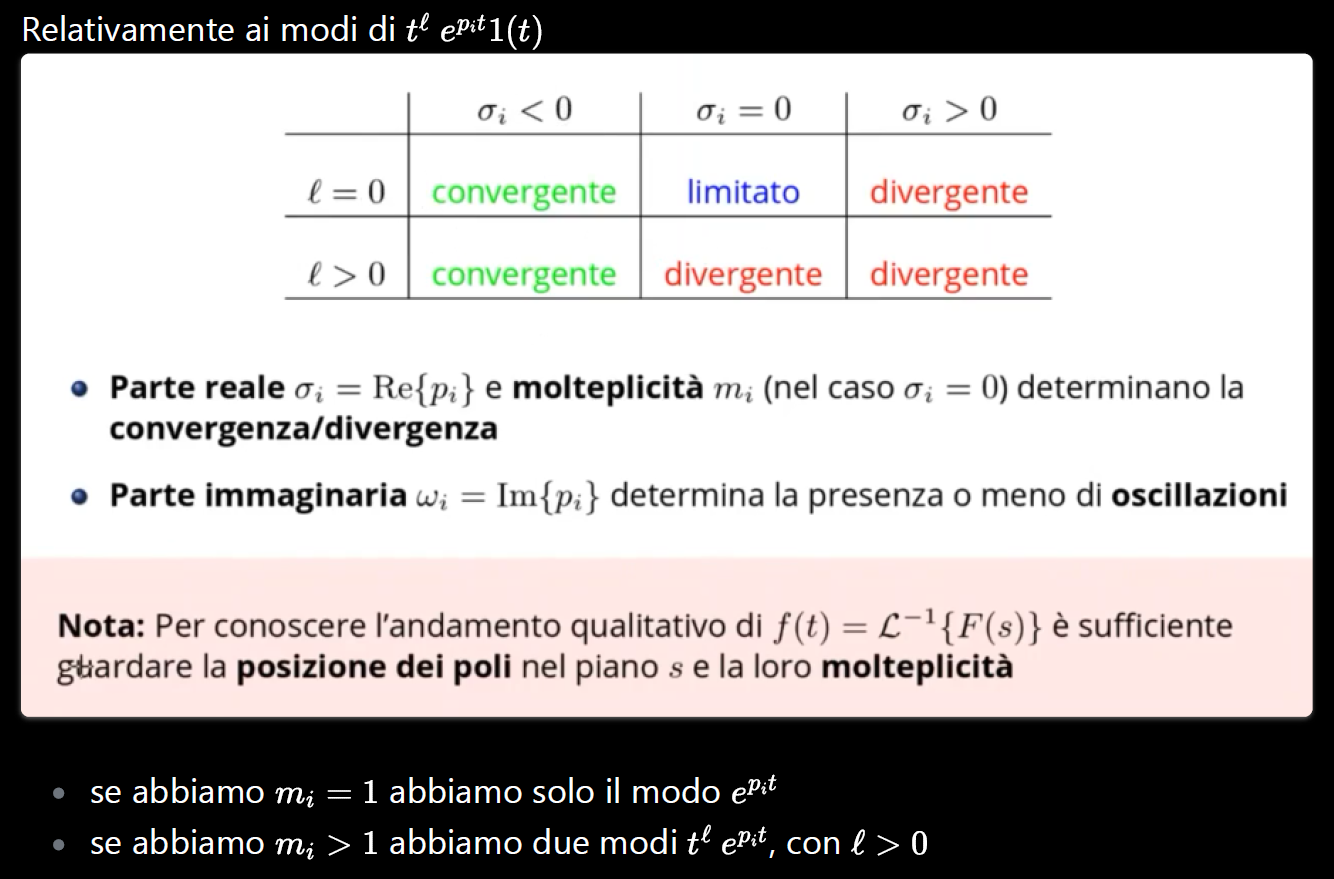 Relativamente ai modi di $t^\ell \, e^{p_i t} 1(t)$
$\sigma_i < 0$ $\sigma_i = 0$ $\sigma_i > 0$
$\ell = 0$ convergente limitato divergente
$\ell > 0$ convergente divergente divergente
Parte reale $\sigma_i = \mathrm{Re}\{p_i\}$ e molteplicità $m_i$ (nel caso $\sigma_i = 0$) determinano la
convergenza/divergenza
Parte immaginaria $\omega_i = \mathrm{Im}\{p_i\}$ determina la presenza o meno di oscillazioni
Nota: Per conoscere l'andamento qualitativo di $f(t) = \mathcal{L}^{-1}\{F(s)\}$ è sufficiente
guardare la posizione dei poli nel piano $s$ e la loro molteplicità
se abbiamo $m_i = 1$ abbiamo solo il modo $e^{p_i t}$
se abbiamo $m_i > 1$ abbiamo due modi $t^\ell \, e^{p_i t}$, con $\ell > 0$